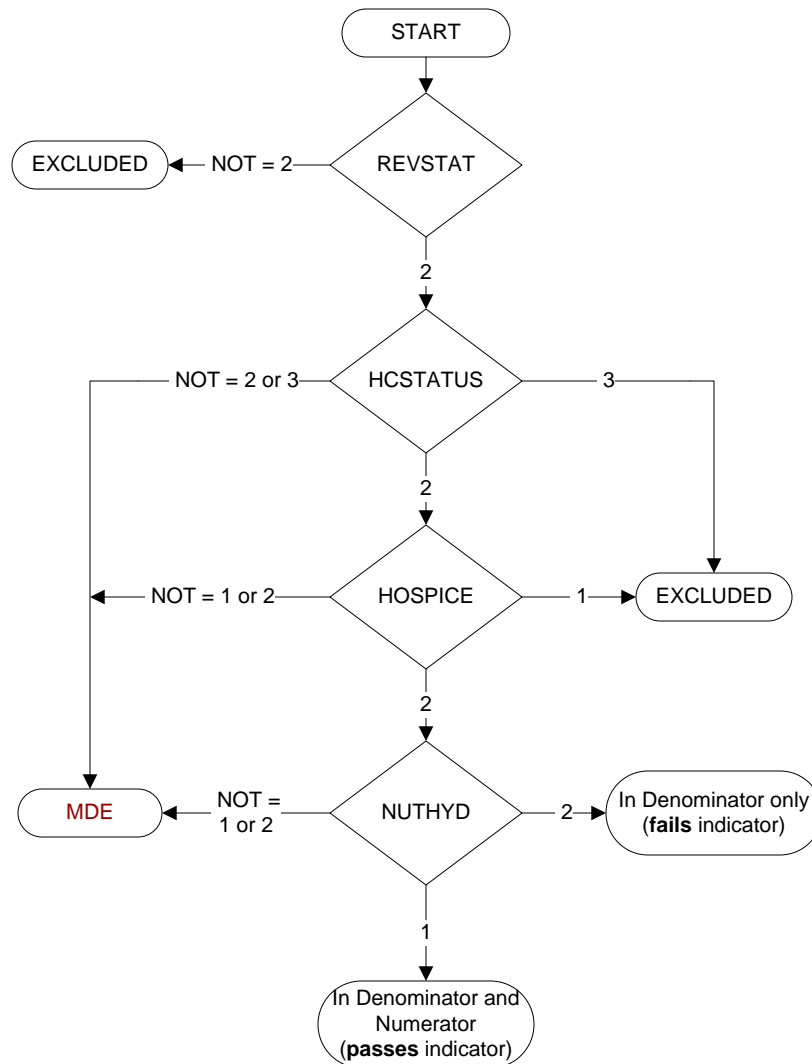 START
REVSTAT
EXCLUDED
NOT = 2
2
HCSTATUS
NOT = 2 or 3
3
2
HOSPICE
NOT = 1 or 2
1
EXCLUDED
2
NUTHYD
MDE
NOT =
1 or 2
2
In Denominator only
(fails indicator)
1
In Denominator and
Numerator
(passes indicator)